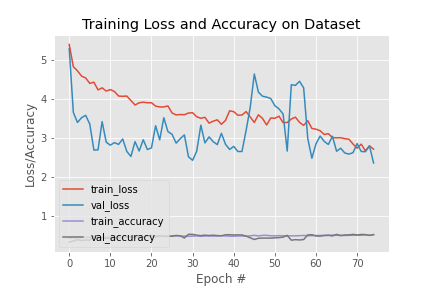 Training Loss and Accuracy on Dataset
Loss/Accuracy
5
4
3
2
1
train_loss
val_loss
train_accuracy
val_accuracy
0 10 20 30 40 50 60 70
Epoch #